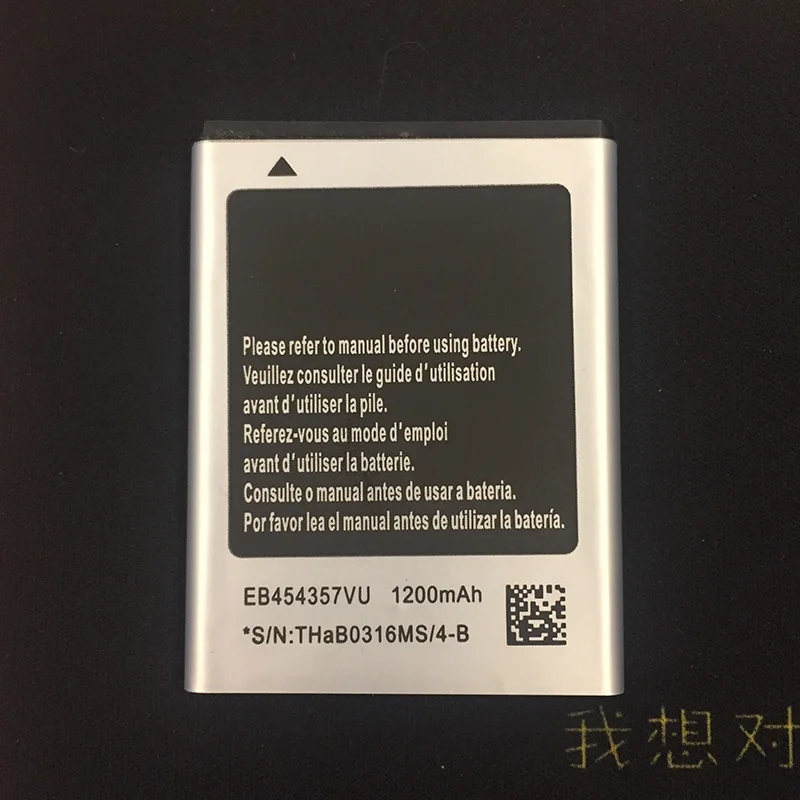 Please refer to manual before using battery.
Veuillez consulter le guide d'utilisation
avant d'utiliser la pile.
Referez-vous au mode d'emploi
avant d'utiliser la batterie.
Consulte o manual antes de usar a bateria.
Por favor lea el manual antes de utilizar la batería.
EB454357VU 1200mAh
*S/N:THaB0316MS/4-B
我想对